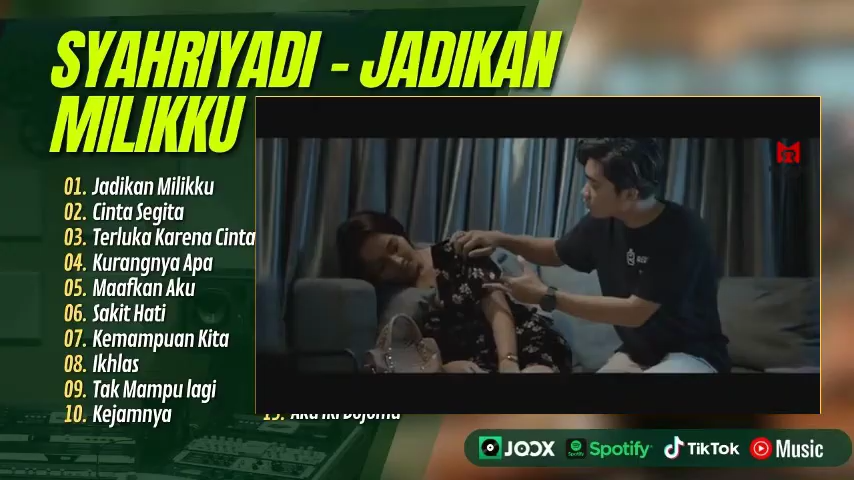 SYAHRIYADI - JADIKAN
MILIKKU
01. Jadikan Milikku
02. Cinta Segita
03. Terluka Karena Cinta
04. Kurangnya Apa
05. Maafkan Aku
06. Sakit Hati
07. Kemampuan Kita
08. Ikhlas
09. Tak Mampu lagi
10. Kejamnya
JOOX Spotify TikTok Music